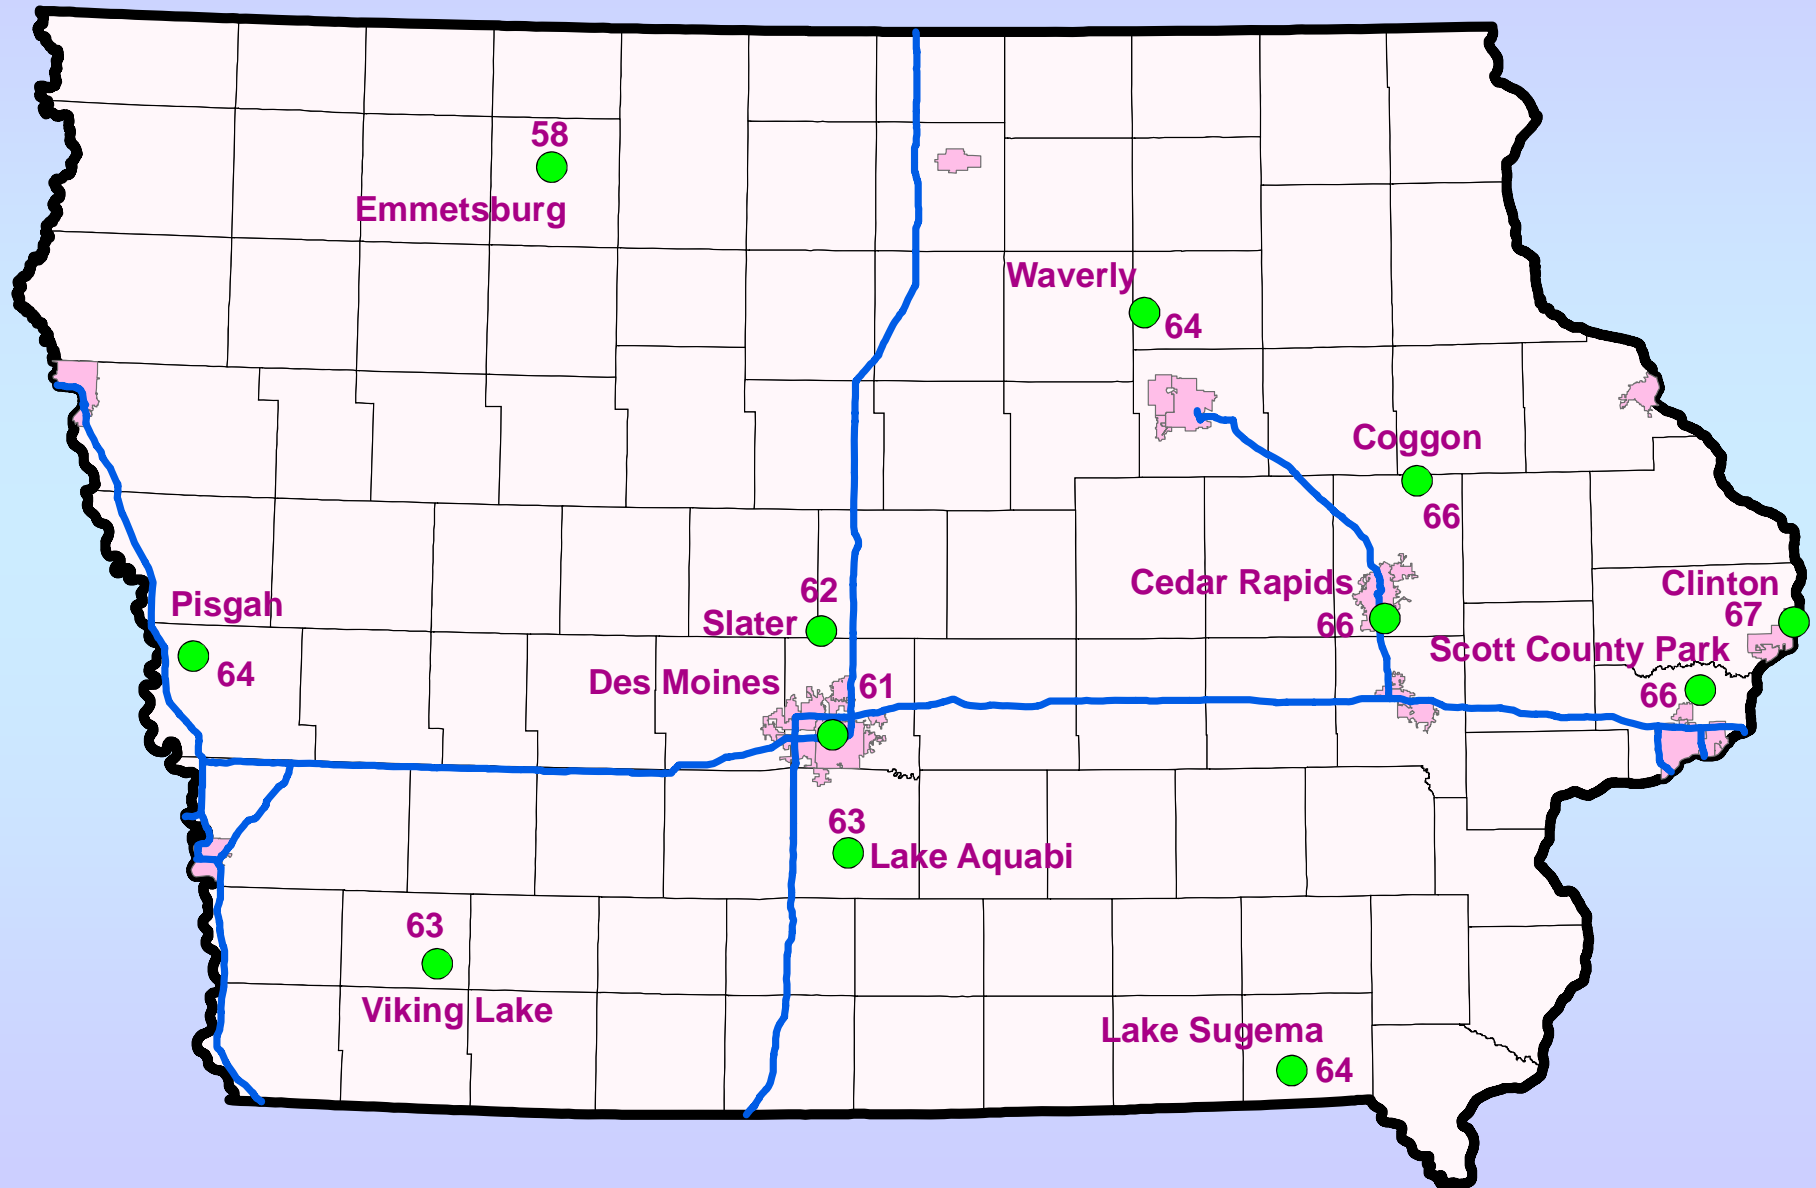 58
Emmetsburg
Waverly
64
Coggon
66
Pisgah
64
62
Slater
Cedar Rapids
66
Clinton
67
Scott County Park
66
Des Moines
61
63
Lake Aquabi
63
Viking Lake
Lake Sugema
64